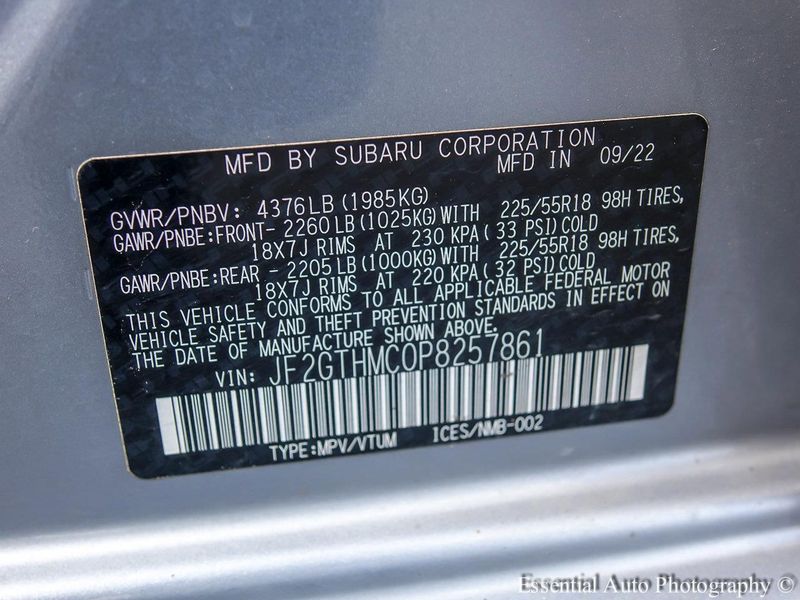 MFD BY SUBARU CORPORATION
MFD IN 09/22
GVWR/PNBV: 4376LB (1985KG)
GAWR/PNBE:FRONT- 2260LB (1025KG) WITH 225/55R18 98H TIRES,
18X7J RIMS AT 230 KPA ( 33 PSI) COLD
GAWR/PNBE:REAR - 2205LB (1000KG) WITH 225/55R18 98H TIRES,
18X7J RIMS AT 220 KPA ( 32 PSI) COLD
THIS VEHICLE CONFORMS TO ALL APPLICABLE FEDERAL MOTOR
VEHICLE SAFETY AND THEFT PREVENTION STANDARDS IN EFFECT ON
THE DATE OF MANUFACTURE SHOWN ABOVE.
VIN: JF2GTHMC0P8257861
TYPE:MPV/VTUM ICES/NMB-002
Essential Auto Photography ©